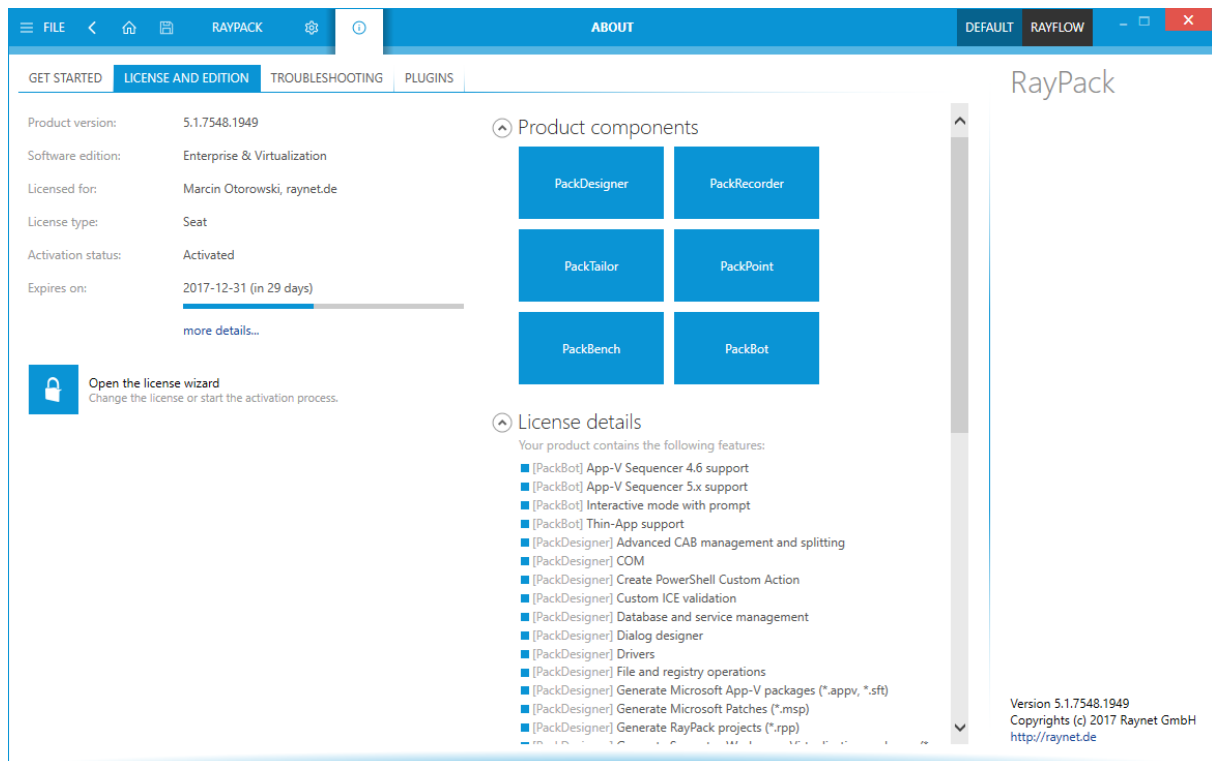 FILE RAYPACK ABOUT DEFAULT RAYFLOW
GET STARTED LICENSE AND EDITION TROUBLESHOOTING PLUGINS
RayPack
Product version: 5.1.7548.1949
Software edition: Enterprise & Virtualization
Licensed for: Marcin Otorowski, raynet.de
License type: Seat
Activation status: Activated
Expires on: 2017-12-31 (in 29 days)
more details...
Open the license wizard
Change the license or start the activation process.
Product components
PackDesigner PackRecorder
PackTailor PackPoint
PackBench PackBot
License details
Your product contains the following features:
[PackBot] App-V Sequencer 4.6 support
[PackBot] App-V Sequencer 5.x support
[PackBot] Interactive mode with prompt
[PackBot] Thin-App support
[PackDesigner] Advanced CAB management and splitting
[PackDesigner] COM
[PackDesigner] Create PowerShell Custom Action
[PackDesigner] Custom ICE validation
[PackDesigner] Database and service management
[PackDesigner] Dialog designer
[PackDesigner] Drivers
[PackDesigner] File and registry operations
[PackDesigner] Generate Microsoft App-V packages (*.appv, *.sft)
[PackDesigner] Generate Microsoft Patches (*.msp)
[PackDesigner] Generate RayPack projects (*.rpp)
Version 5.1.7548.1949
Copyrights (c) 2017 Raynet GmbH
http://raynet.de